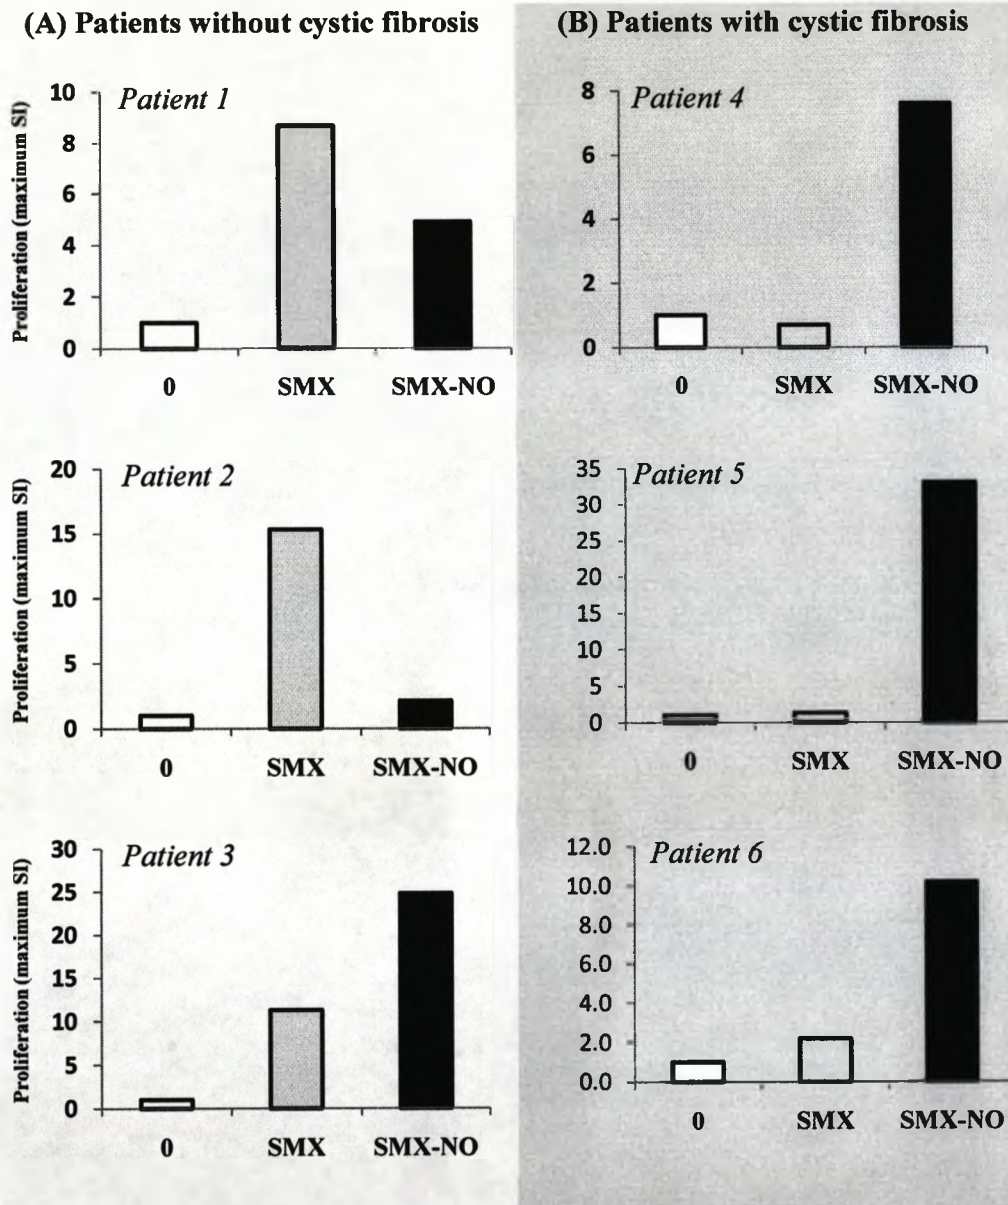 (A) Patients without cystic fibrosis
(B) Patients with cystic fibrosis
Proliferation (maximum SI)
Patient 1
10
8
6
4
2
0
0 SMX SMX-NO
Patient 4
8
6
4
2
0
0 SMX SMX-NO
Proliferation (maximum SI)
Patient 2
20
15
10
5
0
0 SMX SMX-NO
Patient 5
35
30
25
20
15
10
5
0
0 SMX SMX-NO
Proliferation (maximum SI)
Patient 3
30
25
20
15
10
5
0
0 SMX SMX-NO
Patient 6
12.0
10.0
8.0
6.0
4.0
2.0
0.0
0 SMX SMX-NO